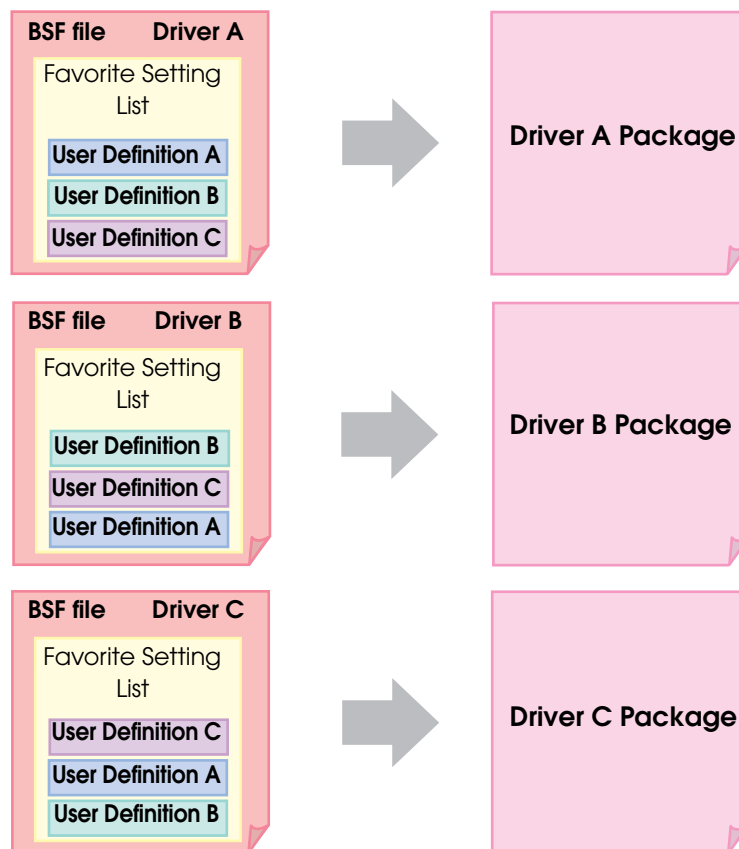 BSF file Driver A
Favorite Setting
List
User Definition A
User Definition B
User Definition C
Driver A Package
BSF file Driver B
Favorite Setting
List
User Definition B
User Definition C
User Definition A
Driver B Package
BSF file Driver C
Favorite Setting
List
User Definition C
User Definition A
User Definition B
Driver C Package